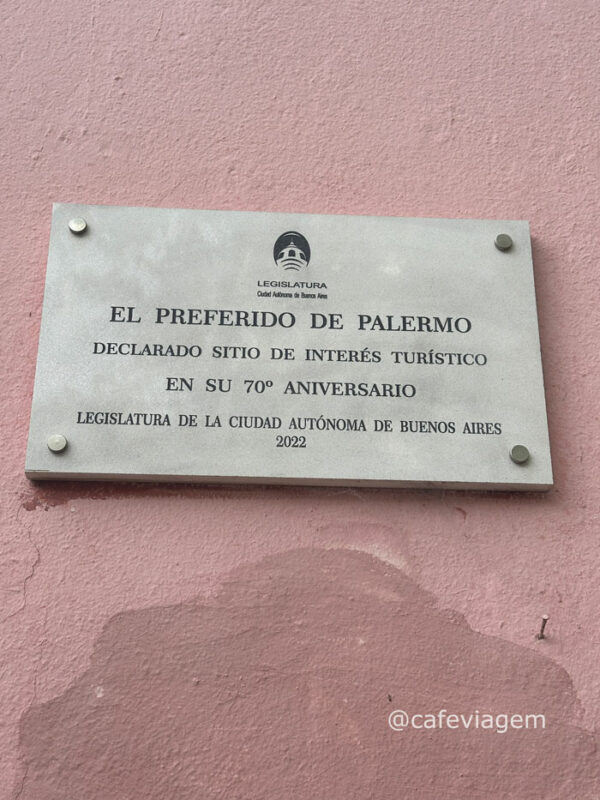 LEGISLATURA
Ciudad Autónoma de Buenos Aires
EL PREFERIDO DE PALERMO
DECLARADO SITIO DE INTERÉS TURÍSTICO
EN SU 70º ANIVERSARIO
LEGISLATURA DE LA CIUDAD AUTÓNOMA DE BUENOS AIRES
2022
@cafeviagem